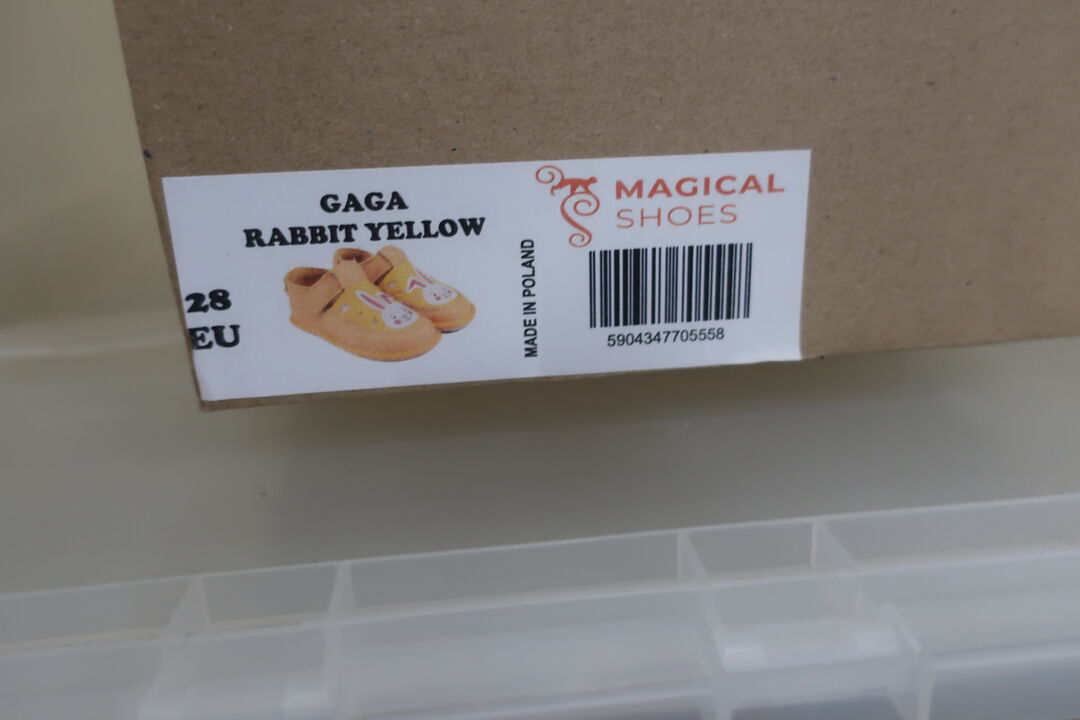 GAGA
RABBIT YELLOW
28
EU
MADE IN POLAND
MAGICAL
SHOES
5904347705558